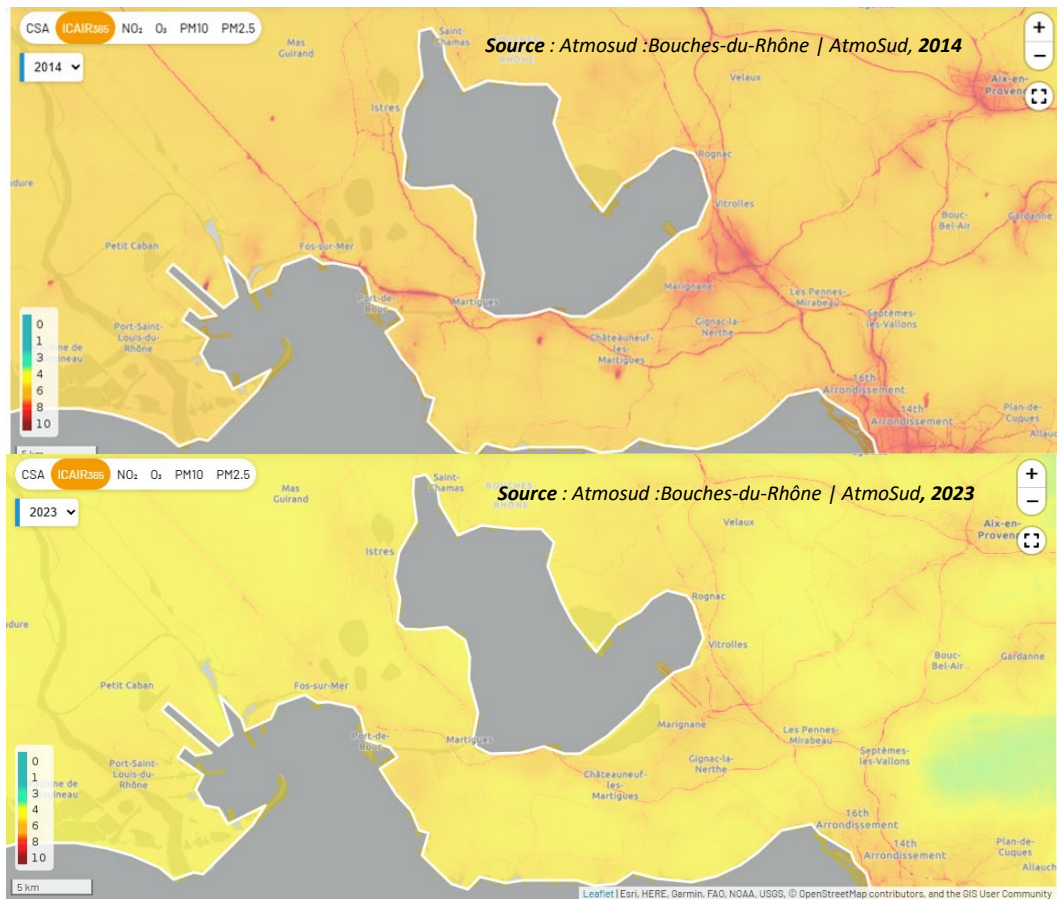 CSA ICAIR365 NO₂ O₃ PM10 PM2.5
2014
Source : Atmosud :Bouches-du-Rhône | AtmoSud, 2014
+
−
Saint-
Chamas
BOUCHES-
RHÔNE
Mas
Guirand
Velaux
Aix-en-
Provence
Istres
Rognac
Vitrolles
Bouc-
Bel-Air
Gardanne
Petit Caban
Fos-sur-Mer
Port-de-
Bouc
Martigues
Marignane
Les Pennes-
Mirabeau
Septèmes-
les-Vallons
Gignac-la-
Nerthe
Châteauneuf-
les-
Martigues
Port-Saint-
Louis-du-
Rhône
16th
Arrondissement
14th
Arrondissement
Plan-de-
Cuques
0
1
3
4
6
8
10
CSA ICAIR365 NO₂ O₃ PM10 PM2.5
2023
Source : Atmosud :Bouches-du-Rhône | AtmoSud, 2023
+
−
Saint-
Chamas
BOUCHES-
RHÔNE
Mas
Guirand
Velaux
Aix-en-
Provence
Istres
Rognac
Vitrolles
Bouc-
Bel-Air
Gardanne
Petit Caban
Fos-sur-Mer
Port-de-
Bouc
Martigues
Marignane
Les Pennes-
Mirabeau
Septèmes-
les-Vallons
Gignac-la-
Nerthe
Châteauneuf-
les-
Martigues
Port-Saint-
Louis-du-
Rhône
16th
Arrondissement
14th
Arrondissement
Plan-de-
Cuques
0
1
3
4
6
8
10
5 km
Leaflet | Esri, HERE, Garmin, FAO, NOAA, USGS, © OpenStreetMap contributors, and the GIS User Community